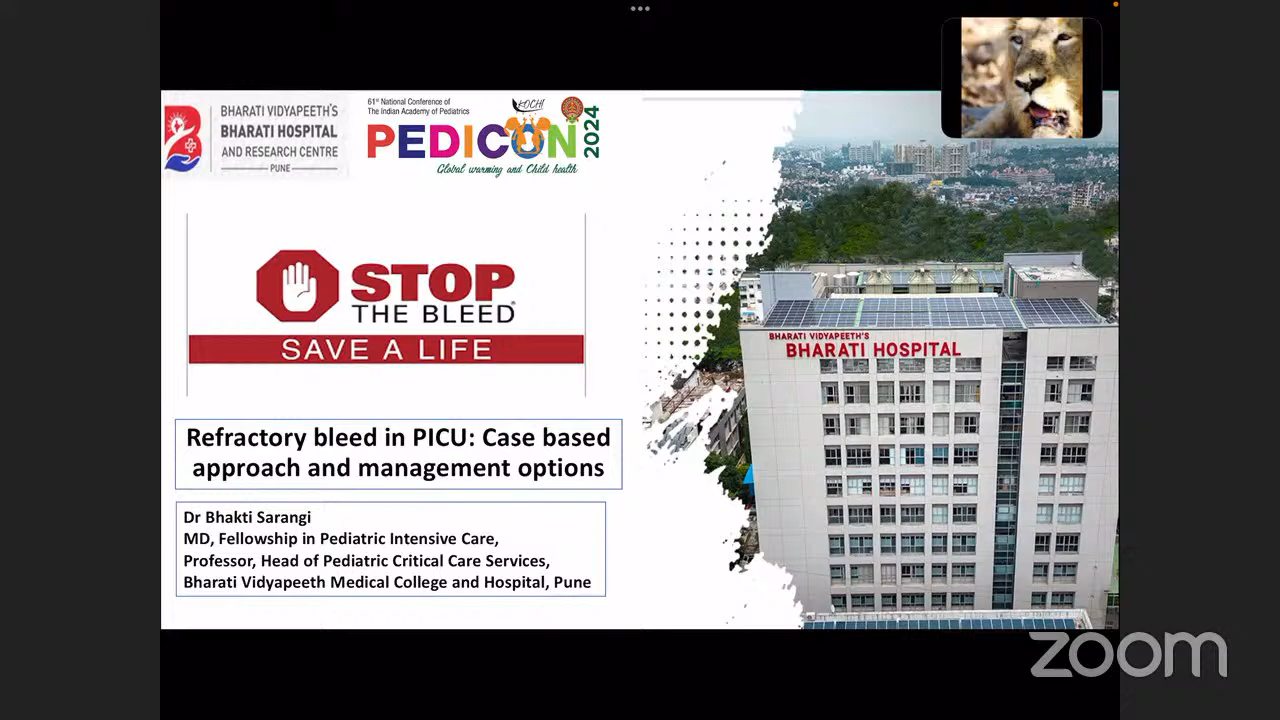 BHARATI VIDYAPEETH'S
BHARATI HOSPITAL
AND RESEARCH CENTRE
PUNE
61st National Conference of
The Indian Academy of Pediatrics
KOCHI
PEDICON
2024
Global warming and Child health
STOP
THE BLEED®
SAVE A LIFE
Refractory bleed in PICU: Case based
approach and management options
Dr Bhakti Sarangi
MD, Fellowship in Pediatric Intensive Care,
Professor, Head of Pediatric Critical Care Services,
Bharati Vidyapeeth Medical College and Hospital, Pune
BHARATI VIDYAPEETH'S
BHARATI HOSPITAL
zoom